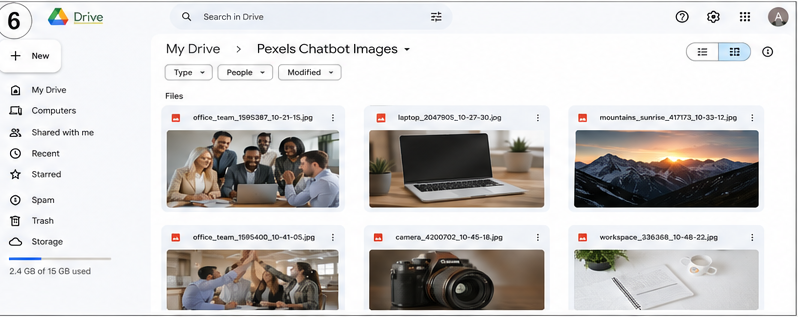 6
Drive
Search in Drive
A
New
My Drive > Pexels Chatbot Images
Type
People
Modified
My Drive
Computers
Shared with me
Recent
Starred
Spam
Trash
Storage
2.4 GB of 15 GB used
Files
office_team_1595387_10-21-15.jpg
laptop_2047905_10-27-30.jpg
mountains_sunrise_417173_10-33-12.jpg
office_team_1595400_10-41-05.jpg
camera_4200702_10-45-18.jpg
workspace_336368_10-48-22.jpg